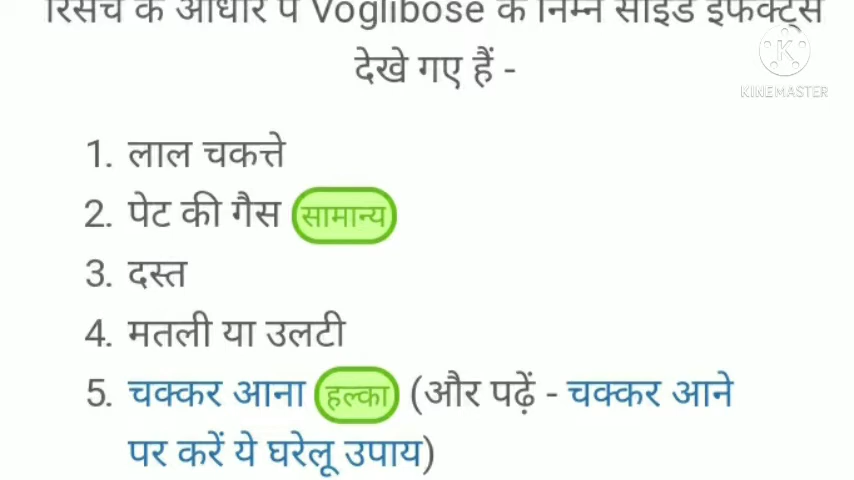 रिसर्च के आधार पे Voglibose के निम्न साइड इफेक्ट्स
देखे गए हैं -
KINEMASTER
1. लाल चकत्ते
2. पेट की गैस सामान्य
3. दस्त
4. मतली या उलटी
5. चक्कर आना हल्का (और पढ़ें - चक्कर आने
पर करें ये घरेलू उपाय)